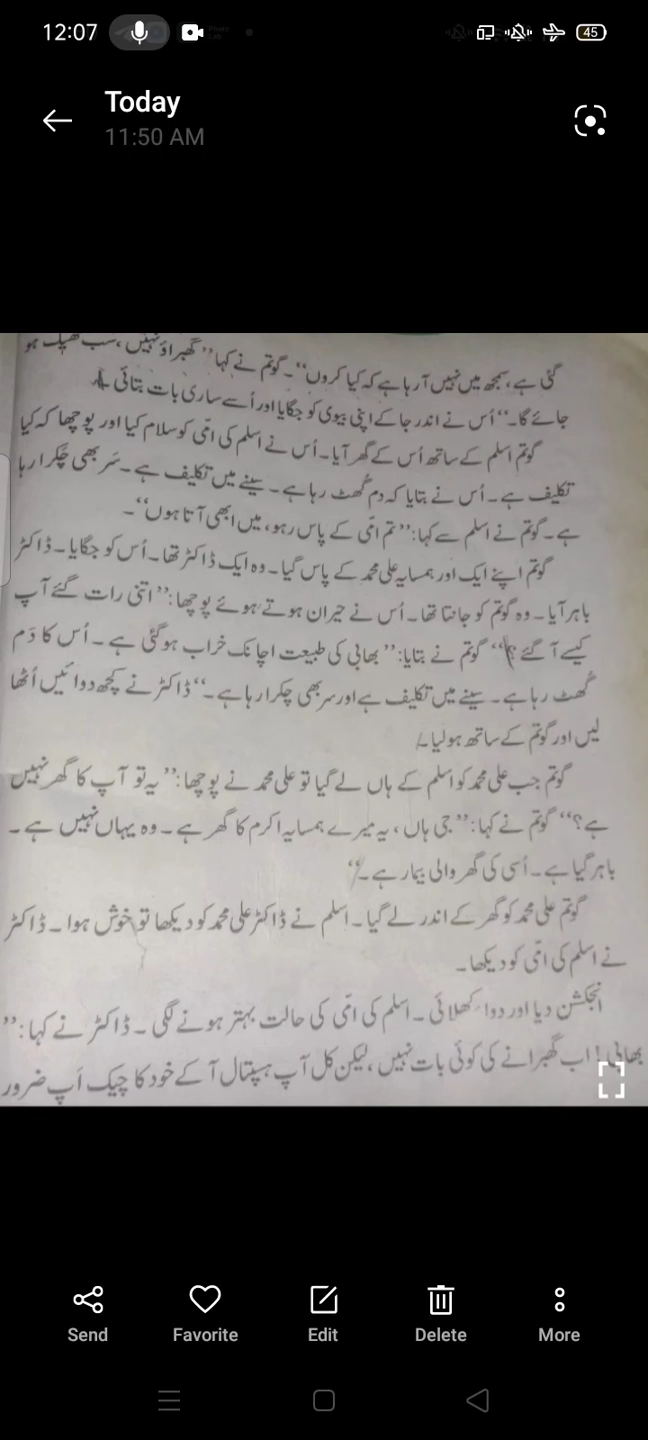 12:07
45
Today
11:50 AM
گئی ہے، سمجھ میں نہیں آرہا ہے کہ کیا کروں“۔ گوتم نے کہا ”گھبراؤ نہیں، سب ٹھیک ہو
جائے گا۔“ اُس نے اندر جا کے اپنی بیوی کو جگایا اور اُسے ساری بات بتائی۔
گوتم اسلم کے ساتھ اُس کے گھر آیا۔ اُس نے اسلم کی امّی کو سلام کیا اور پوچھا کہ کیا
تکلیف ہے۔ اُس نے بتایا کہ دم گھٹ رہا ہے۔ سینے میں تکلیف ہے۔ سَر بھی چکرا رہا
ہے۔ گوتم نے اسلم سے کہا: ”تم امّی کے پاس رہو، میں ابھی آتا ہوں“۔
گوتم اپنے ایک اور ہمسایہ علی محمد کے پاس گیا۔ وہ ایک ڈاکٹر تھا۔ اُس کو جگایا۔ ڈاکٹر
باہر آیا۔ وہ گوتم کو جانتا تھا۔ اُس نے حیران ہوتے ہوئے پوچھا: ”اتنی رات گئے آپ
کیسے آگئے؟“ گوتم نے بتایا: ”بھابی کی طبیعت اچانک خراب ہوگئی ہے۔ اُس کا دَم
گھٹ رہا ہے۔ سینے میں تکلیف ہے اور سر بھی چکرا رہا ہے۔“ ڈاکٹر نے کچھ دوائیں اُٹھا
لیں اور گوتم کے ساتھ ہولیا۔
گوتم جب علی محمد کو اسلم کے ہاں لے گیا تو علی محمد نے پوچھا: ”یہ تو آپ کا گھر نہیں
ہے؟“ گوتم نے کہا: ”جی ہاں، یہ میرے ہمسایہ اکرم کا گھر ہے۔ وہ یہاں نہیں ہے۔
باہر گیا ہے۔ اُسی کی گھر والی بیمار ہے۔“
گوتم علی محمد کو گھر کے اندر لے گیا۔ اسلم نے ڈاکٹر علی محمد کو دیکھا تو خوش ہوا۔ ڈاکٹر
نے اسلم کی امّی کو دیکھا۔
انجکشن دیا اور دوا کھلائی۔ اسلم کی امّی کی حالت بہتر ہونے لگی۔ ڈاکٹر نے کہا: ”
بھابی! اب گھبرانے کی کوئی بات نہیں، لیکن کل آپ ہسپتال آکے خود کا چیک اَپ ضرور
Send
Favorite
Edit
Delete
More